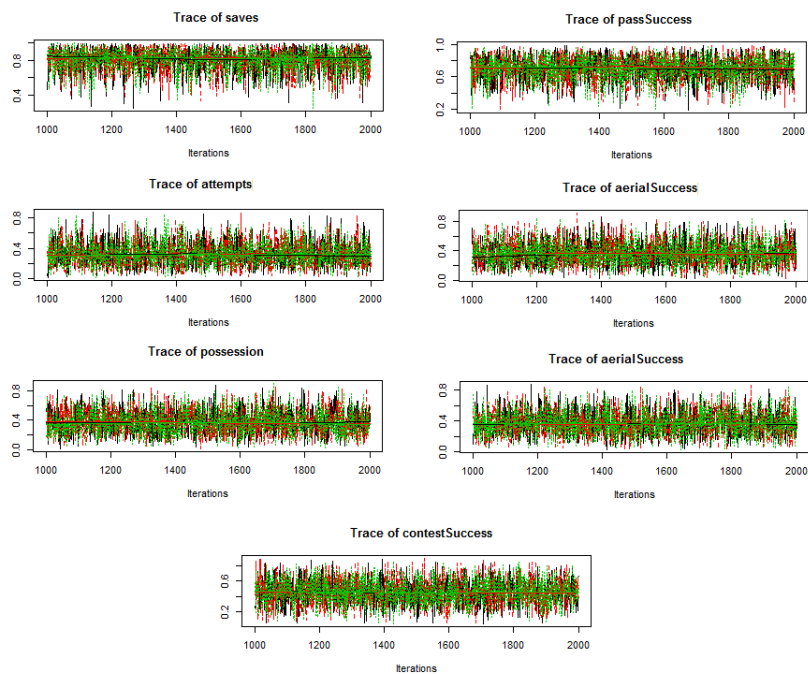 Trace of saves
0.4 0.8
1000 1200 1400 1600 1800 2000
Iterations
Trace of passSuccess
0.2 0.6 1.0
1000 1200 1400 1600 1800 2000
Iterations
Trace of attempts
0.0 0.4 0.8
1000 1200 1400 1600 1800 2000
Iterations
Trace of aerialSuccess
0.0 0.4 0.8
1000 1200 1400 1600 1800 2000
Iterations
Trace of possession
0.0 0.4 0.8
1000 1200 1400 1600 1800 2000
Iterations
Trace of aerialSuccess
0.0 0.4 0.8
1000 1200 1400 1600 1800 2000
Iterations
Trace of contestSuccess
0.2 0.6
1000 1200 1400 1600 1800 2000
Iterations